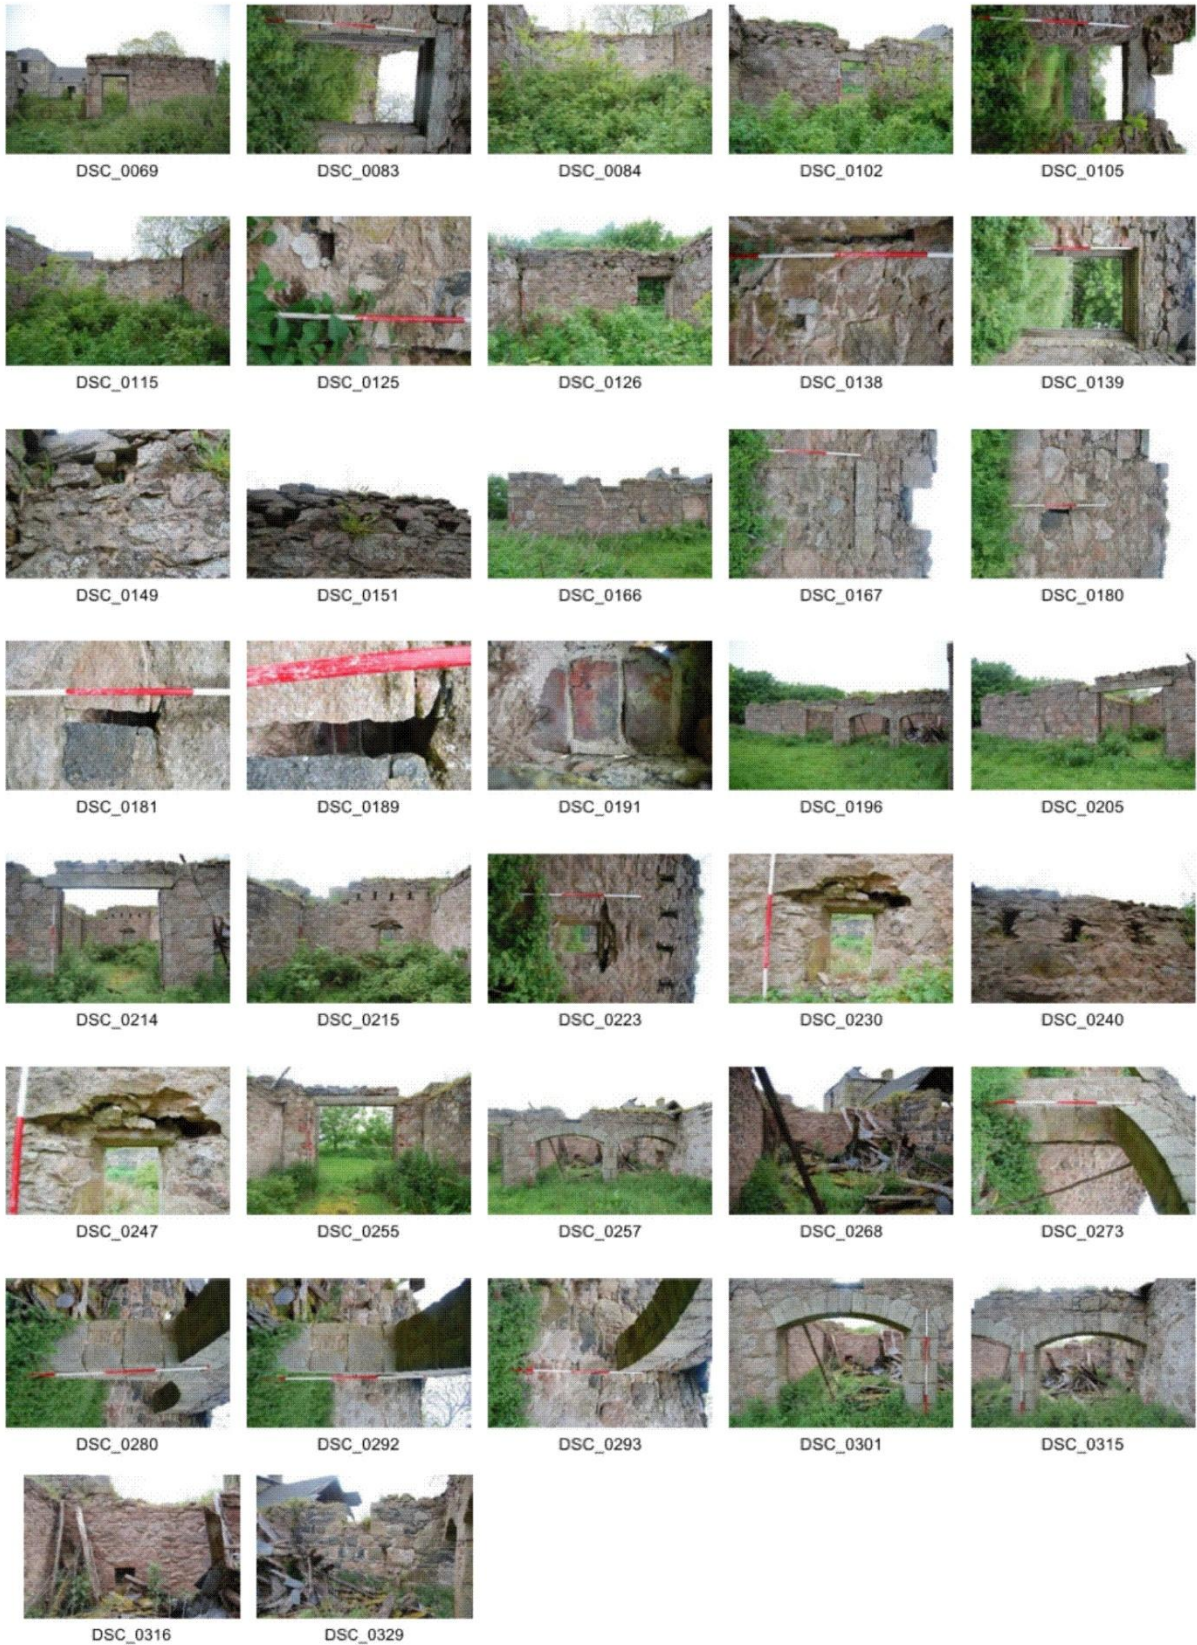 DSC_0069 DSC_0083 DSC_0084 DSC_0102 DSC_0105
DSC_0115 DSC_0125 DSC_0126 DSC_0138 DSC_0139
DSC_0149 DSC_0151 DSC_0166 DSC_0167 DSC_0180
DSC_0181 DSC_0189 DSC_0191 DSC_0196 DSC_0205
DSC_0214 DSC_0215 DSC_0223 DSC_0230 DSC_0240
DSC_0247 DSC_0255 DSC_0257 DSC_0268 DSC_0273
DSC_0280 DSC_0292 DSC_0293 DSC_0301 DSC_0315
DSC_0316 DSC_0329